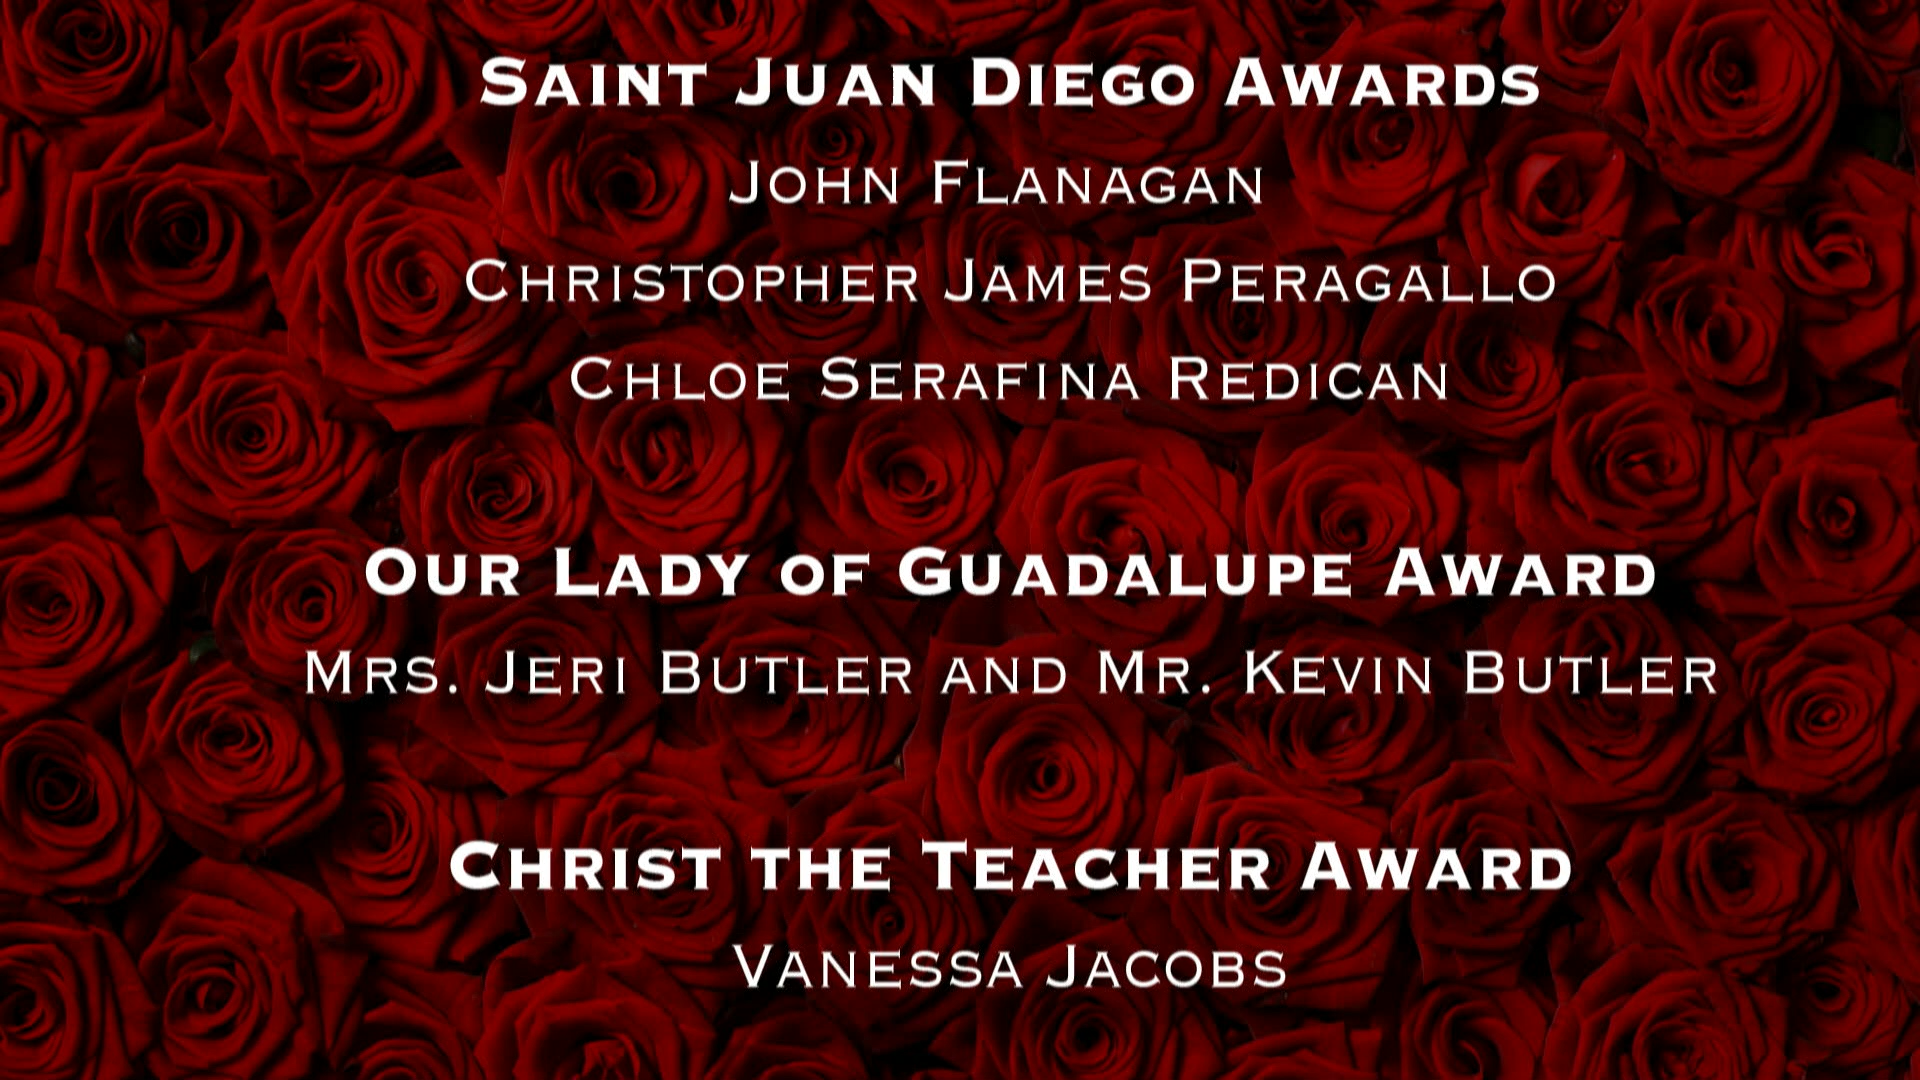 Saint Juan Diego Awards
John Flanagan
Christopher James Peragallo
Chloe Serafina Redican
Our Lady of Guadalupe Award
Mrs. Jeri Butler and Mr. Kevin Butler
Christ the Teacher Award
Vanessa Jacobs